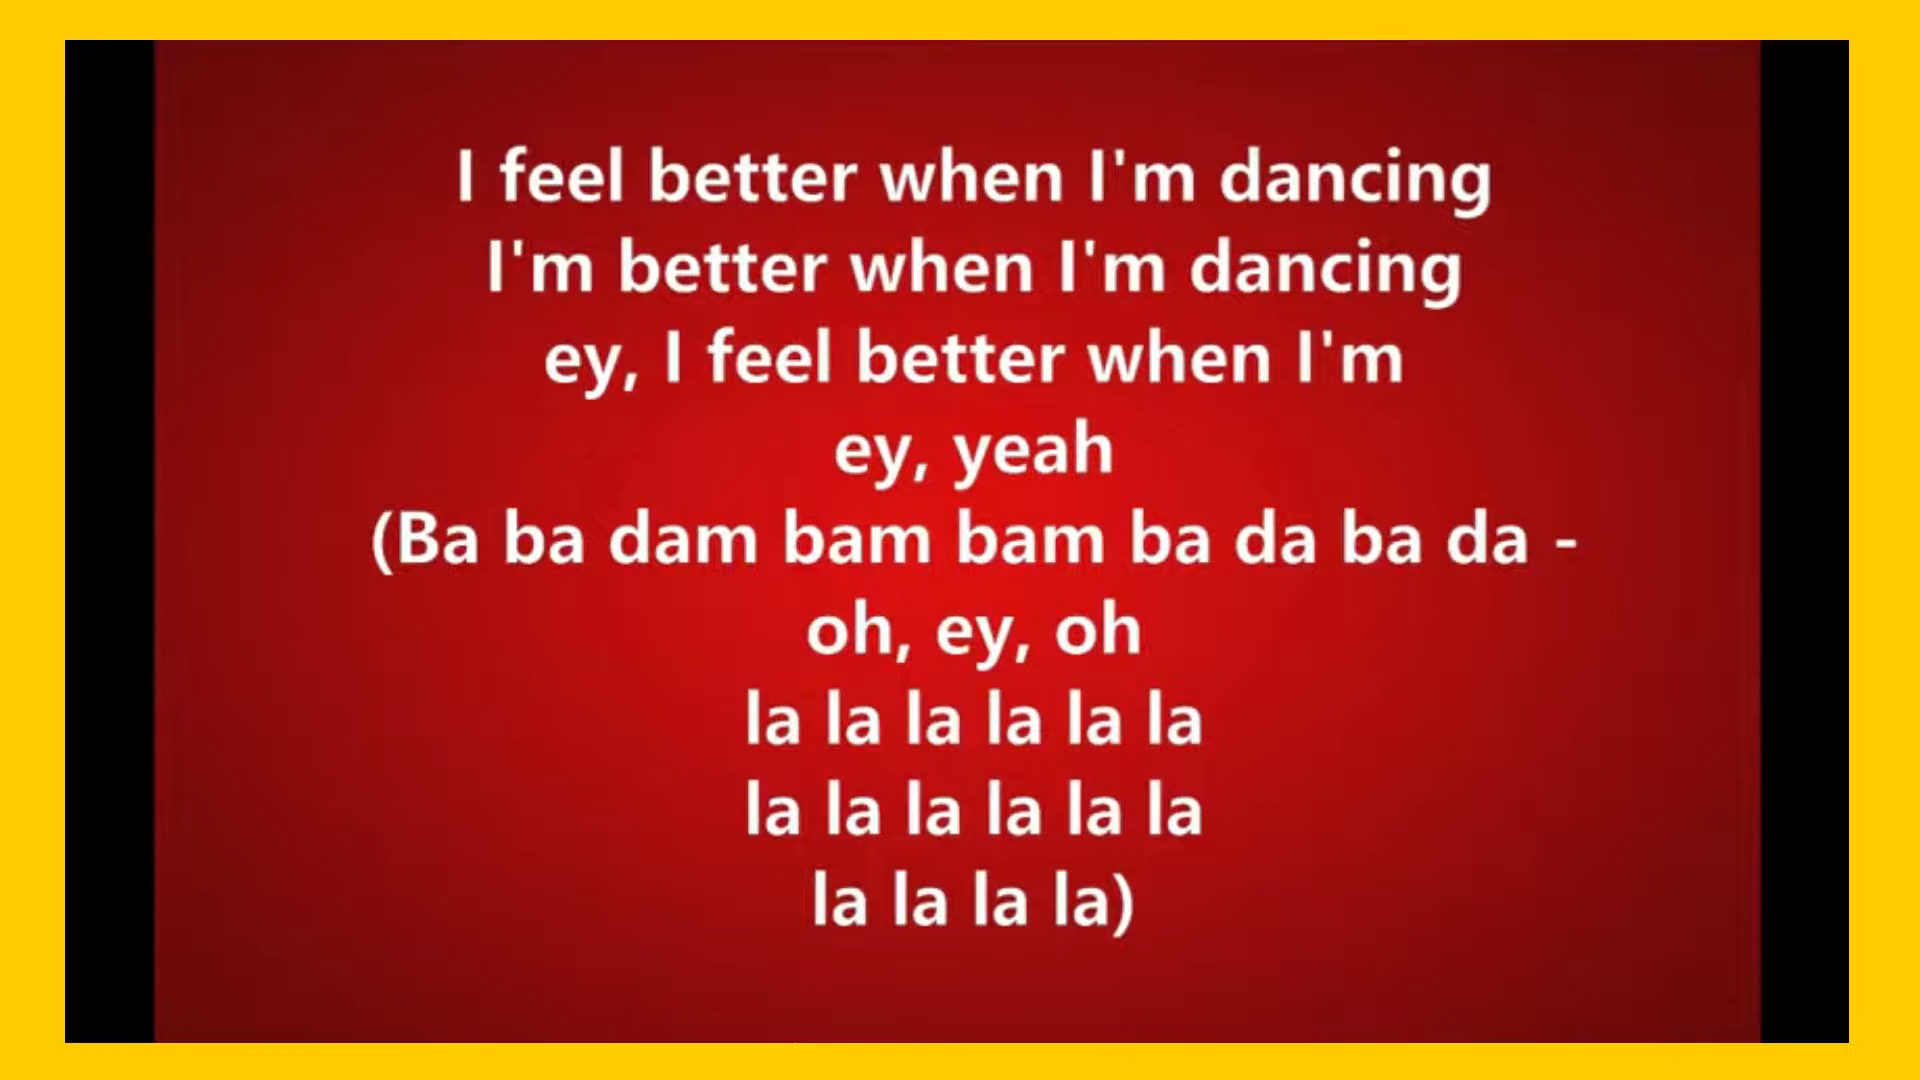 I feel better when I'm dancing
I'm better when I'm dancing
ey, I feel better when I'm
ey, yeah
(Ba ba dam bam bam ba da ba da -
oh, ey, oh
la la la la la la
la la la la la la
la la la la)